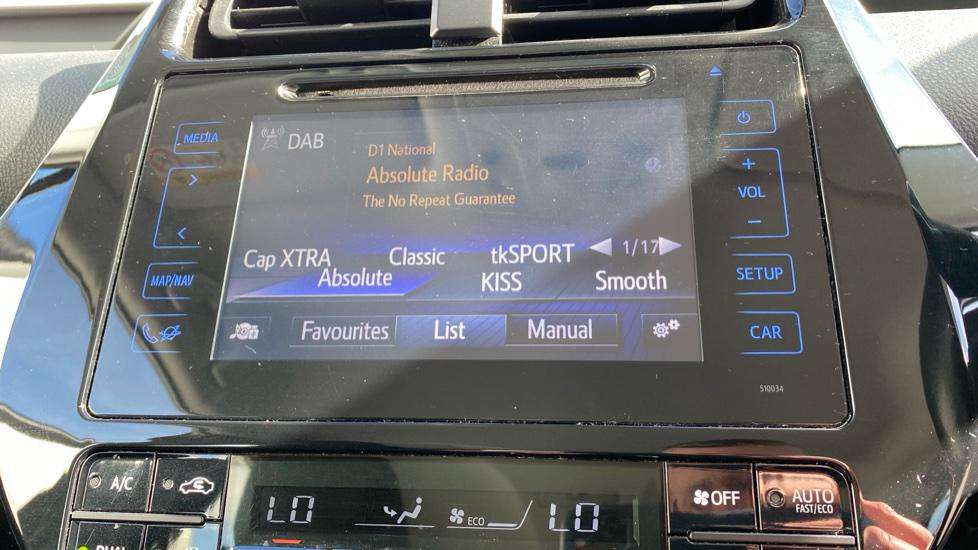 MEDIA
MAP/NAV
DAB
D1 National
Absolute Radio
The No Repeat Guarantee
Cap XTRA Classic tkSPORT 1/17
Absolute KISS Smooth
Favourites List Manual
+
VOL
-
SETUP
CAR
510034
A/C
LO
ECO
LO
OFF
AUTO
FAST/ECO